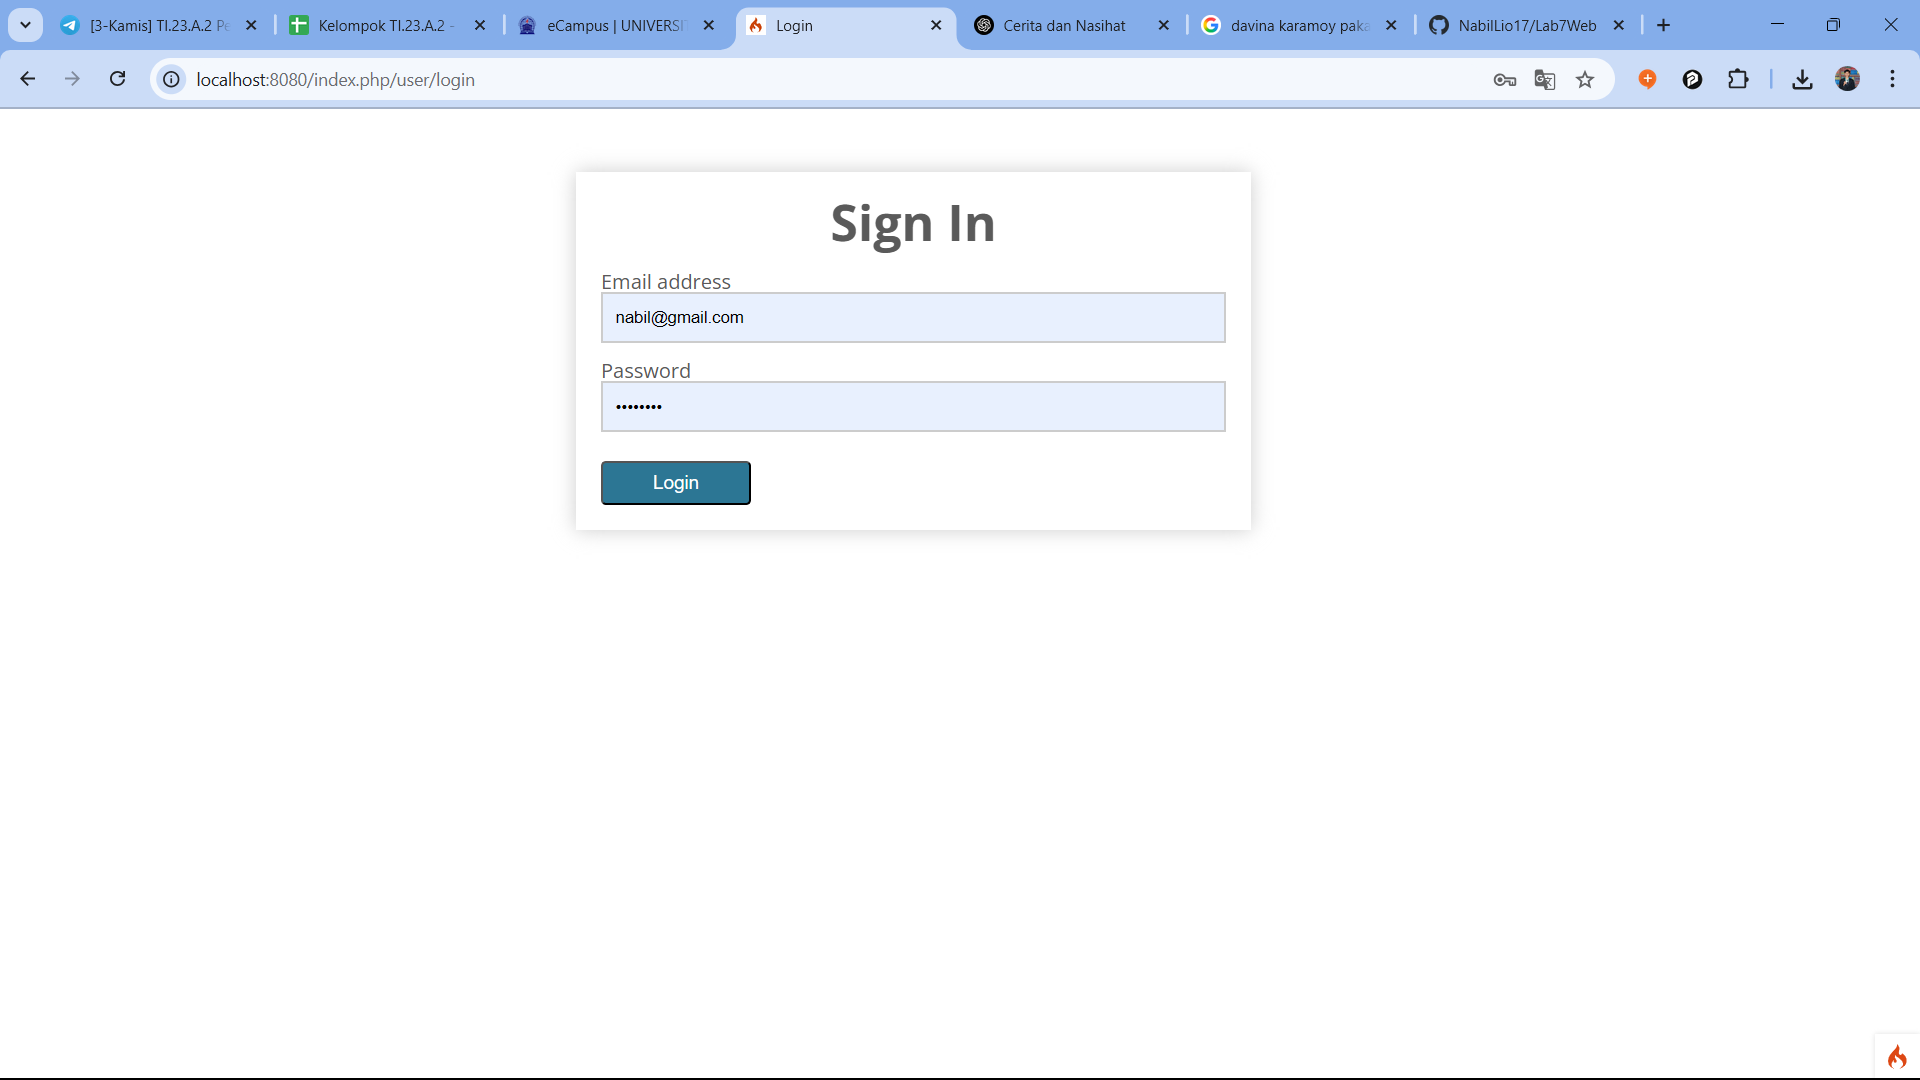 [3-Kamis] TI.23.A.2 Pe
Kelompok TI.23.A.2 -
eCampus | UNIVERSI
Login
Cerita dan Nasihat
davina karamoy paka
NabilLio17/Lab7Web
localhost:8080/index.php/user/login
Sign In
Email address
nabil@gmail.com
Password
••••••••
Login